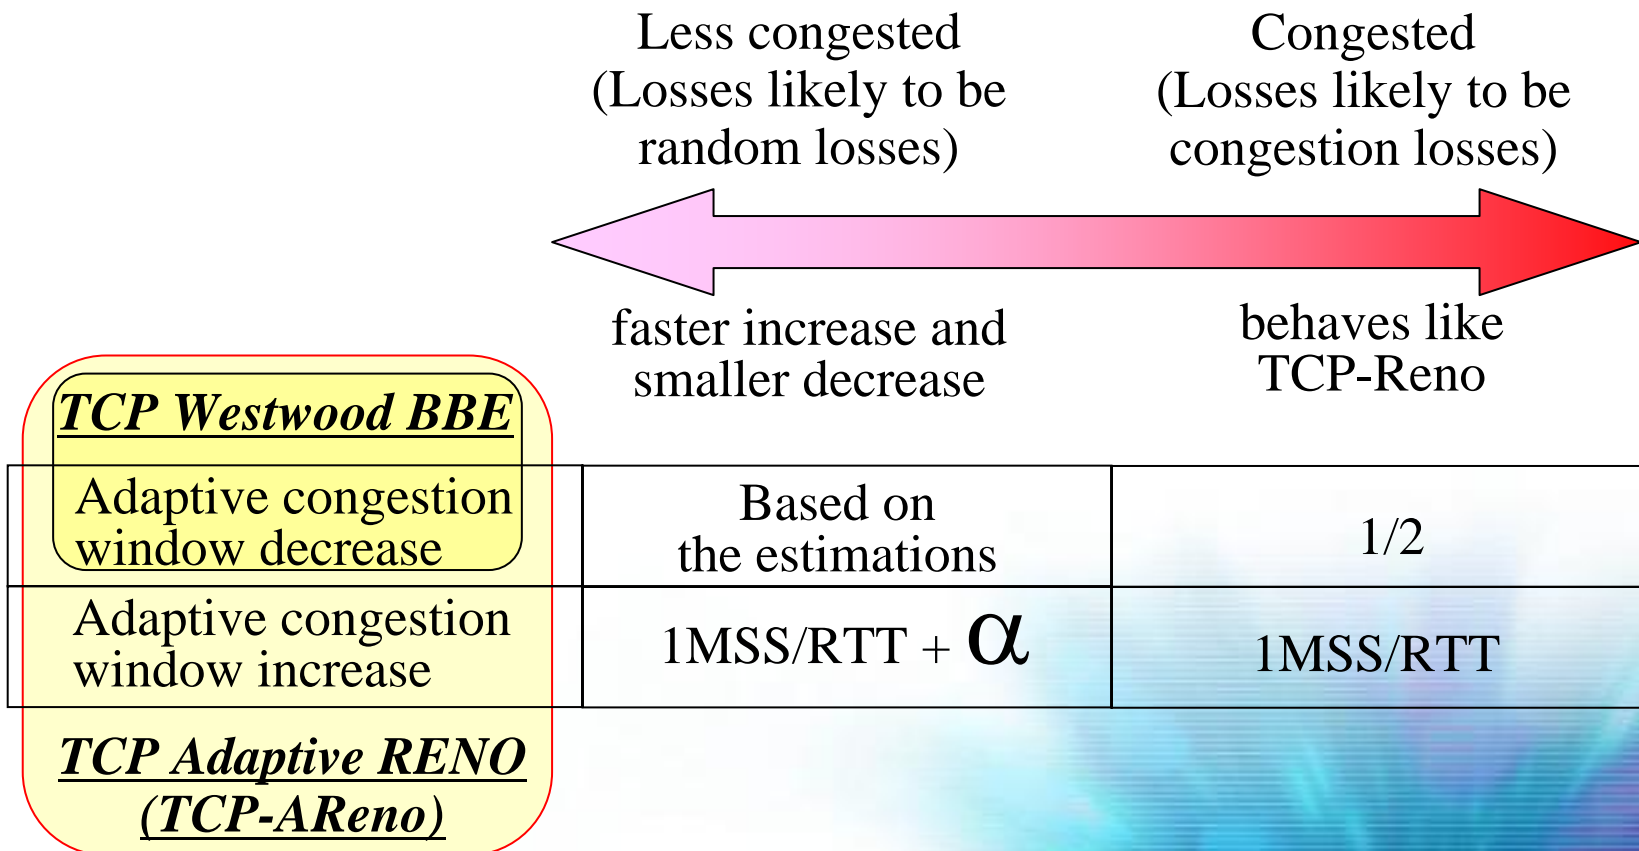 Less congested
(Losses likely to be
random losses)
Congested
(Losses likely to be
congestion losses)
faster increase and
smaller decrease
behaves like
TCP-Reno
TCP Westwood BBE
Adaptive congestion
window decrease
Based on
the estimations
1/2
Adaptive congestion
window increase
1MSS/RTT + α
1MSS/RTT
TCP Adaptive RENO
(TCP-AReno)